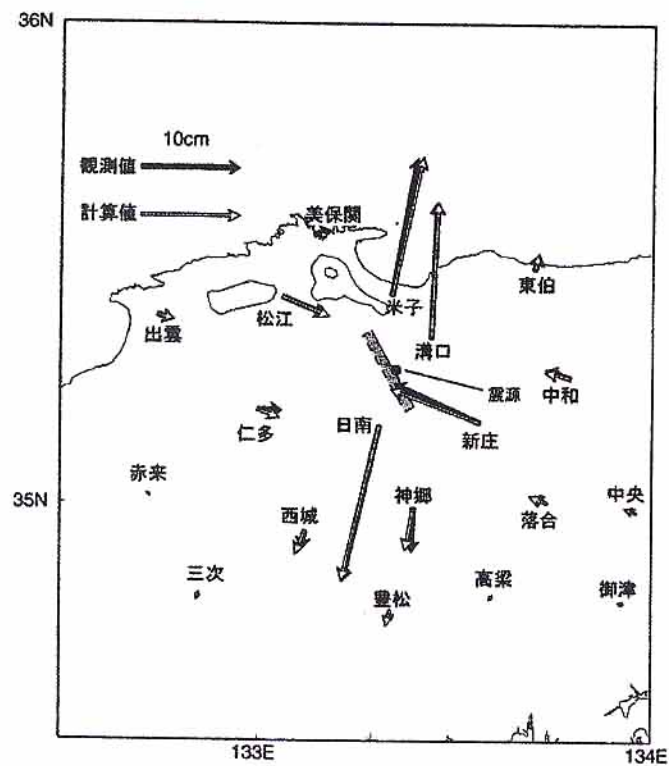 36N
10cm
観測値
計算値
美保関
東伯
米子
松江
出雲
溝口
震源
中和
日南
新庄
仁多
赤来
35N
西城
神郷
中央
落合
三次
豊松
高梁
御津
133E
134E